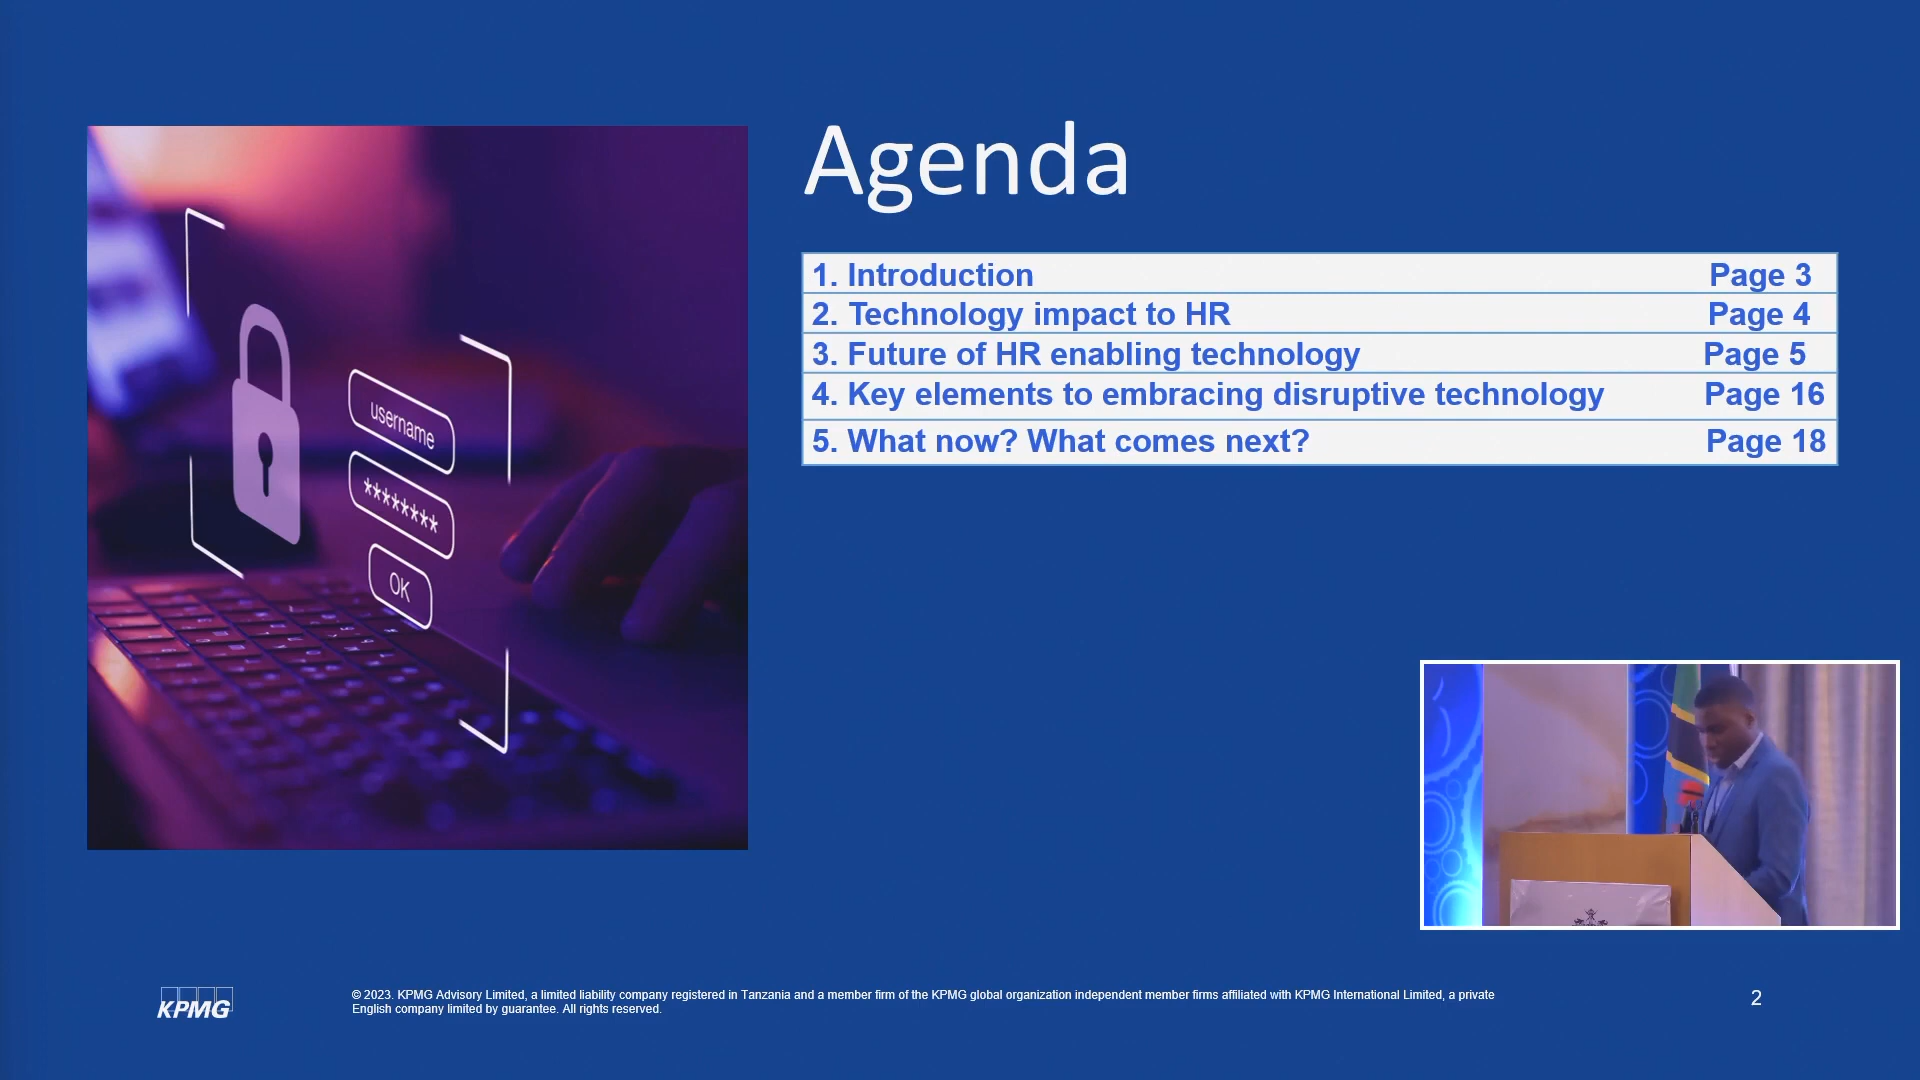 Agenda
1. Introduction Page 3
2. Technology impact to HR Page 4
3. Future of HR enabling technology Page 5
4. Key elements to embracing disruptive technology Page 16
5. What now? What comes next? Page 18
username
********
OK
KPMG
© 2023. KPMG Advisory Limited, a limited liability company registered in Tanzania and a member firm of the KPMG global organization independent member firms affiliated with KPMG International Limited, a private
English company limited by guarantee. All rights reserved.
2